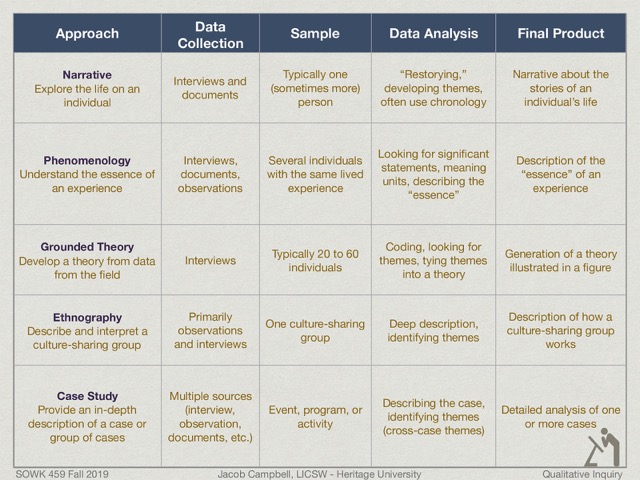 Approach
Data
Collection
Sample
Data Analysis
Final Product
Narrative
Explore the life on an
individual
Interviews and
documents
Typically one
(sometimes more)
person
“Restorying,”
developing themes,
often use chronology
Narrative about the
stories of an
individual’s life
Phenomenology
Understand the essence of
an experience
Interviews,
documents,
observations
Several individuals
with the same lived
experience
Looking for significant
statements, meaning
units, describing the
“essence”
Description of the
“essence” of an
experience
Grounded Theory
Develop a theory from data
from the field
Interviews
Typically 20 to 60
individuals
Coding, looking for
themes, tying themes
into a theory
Generation of a theory
illustrated in a figure
Ethnography
Describe and interpret a
culture-sharing group
Primarily
observations
and interviews
One culture-sharing
group
Deep description,
identifying themes
Description of how a
culture-sharing group
works
Case Study
Provide an in-depth
description of a case or
group of cases
Multiple sources
(interview,
observation,
documents, etc.)
Event, program, or
activity
Describing the case,
identifying themes
(cross-case themes)
Detailed analysis of one
or more cases
SOWK 459 Fall 2019
Jacob Campbell, LICSW - Heritage University
Qualitative Inquiry